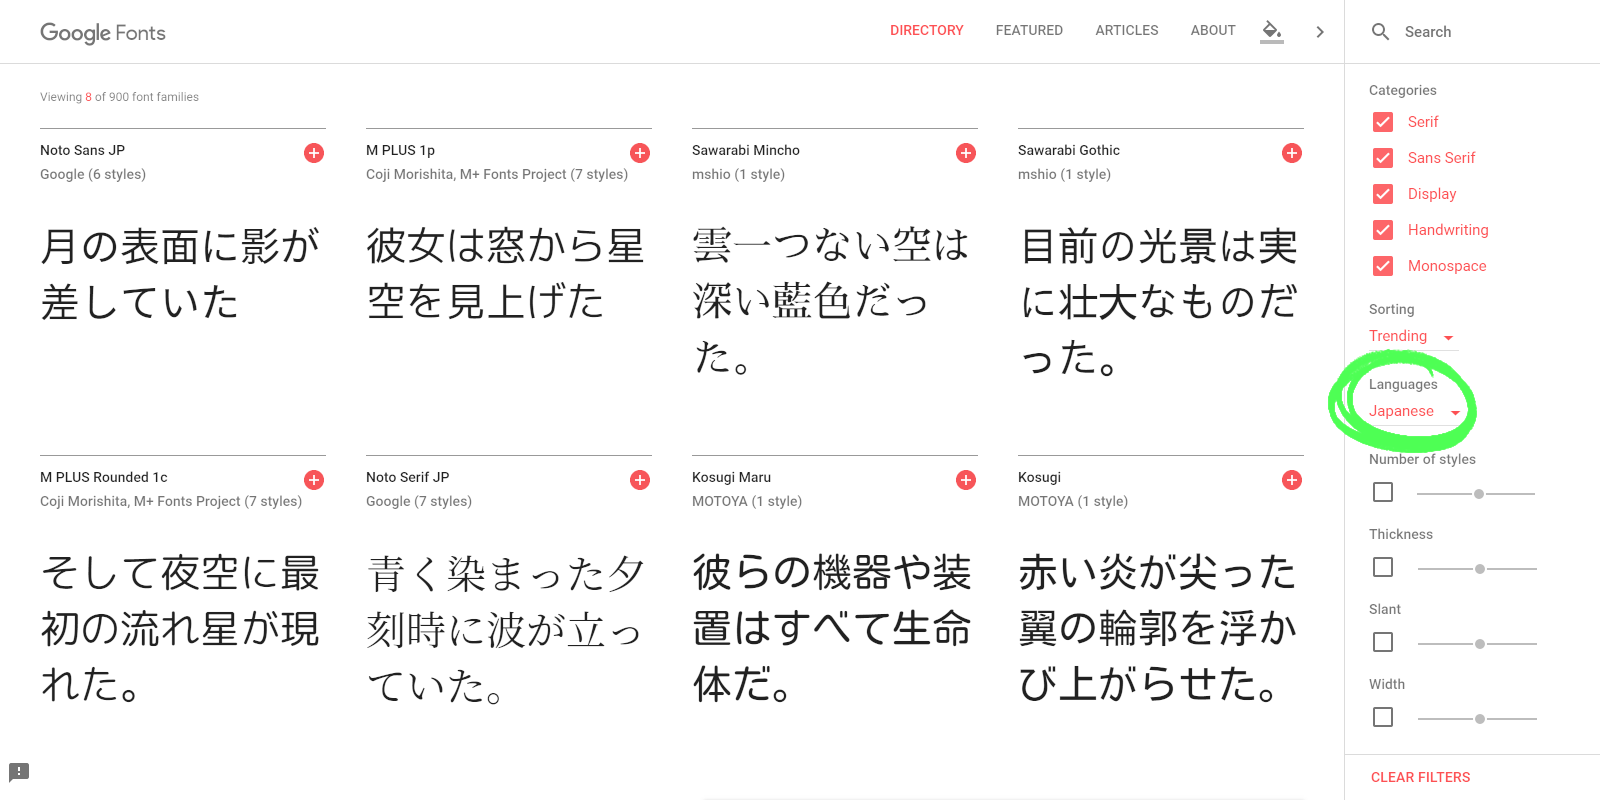 Google Fonts
DIRECTORY
FEATURED
ARTICLES
ABOUT
Search
Viewing 8 of 900 font families
Noto Sans JP
Google (6 styles)
月の表面に影が
差していた
M PLUS 1p
Coji Morishita, M+ Fonts Project (7 styles)
彼女は窓から星
空を見上げた
Sawarabi Mincho
mshio (1 style)
雲一つない空は
深い藍色だっ
た。
Sawarabi Gothic
mshio (1 style)
目前の光景は実
に壮大なものだ
った。
M PLUS Rounded 1c
Coji Morishita, M+ Fonts Project (7 styles)
そして夜空に最
初の流れ星が現
れた。
Noto Serif JP
Google (7 styles)
青く染まった夕
刻時に波が立っ
ていた。
Kosugi Maru
MOTOYA (1 style)
彼らの機器や装
置はすべて生命
体だ。
Kosugi
MOTOYA (1 style)
赤い炎が尖った
翼の輪郭を浮か
び上がらせた。
Categories
Serif
Sans Serif
Display
Handwriting
Monospace
Sorting
Trending
Languages
Japanese
Number of styles
Thickness
Slant
Width
CLEAR FILTERS